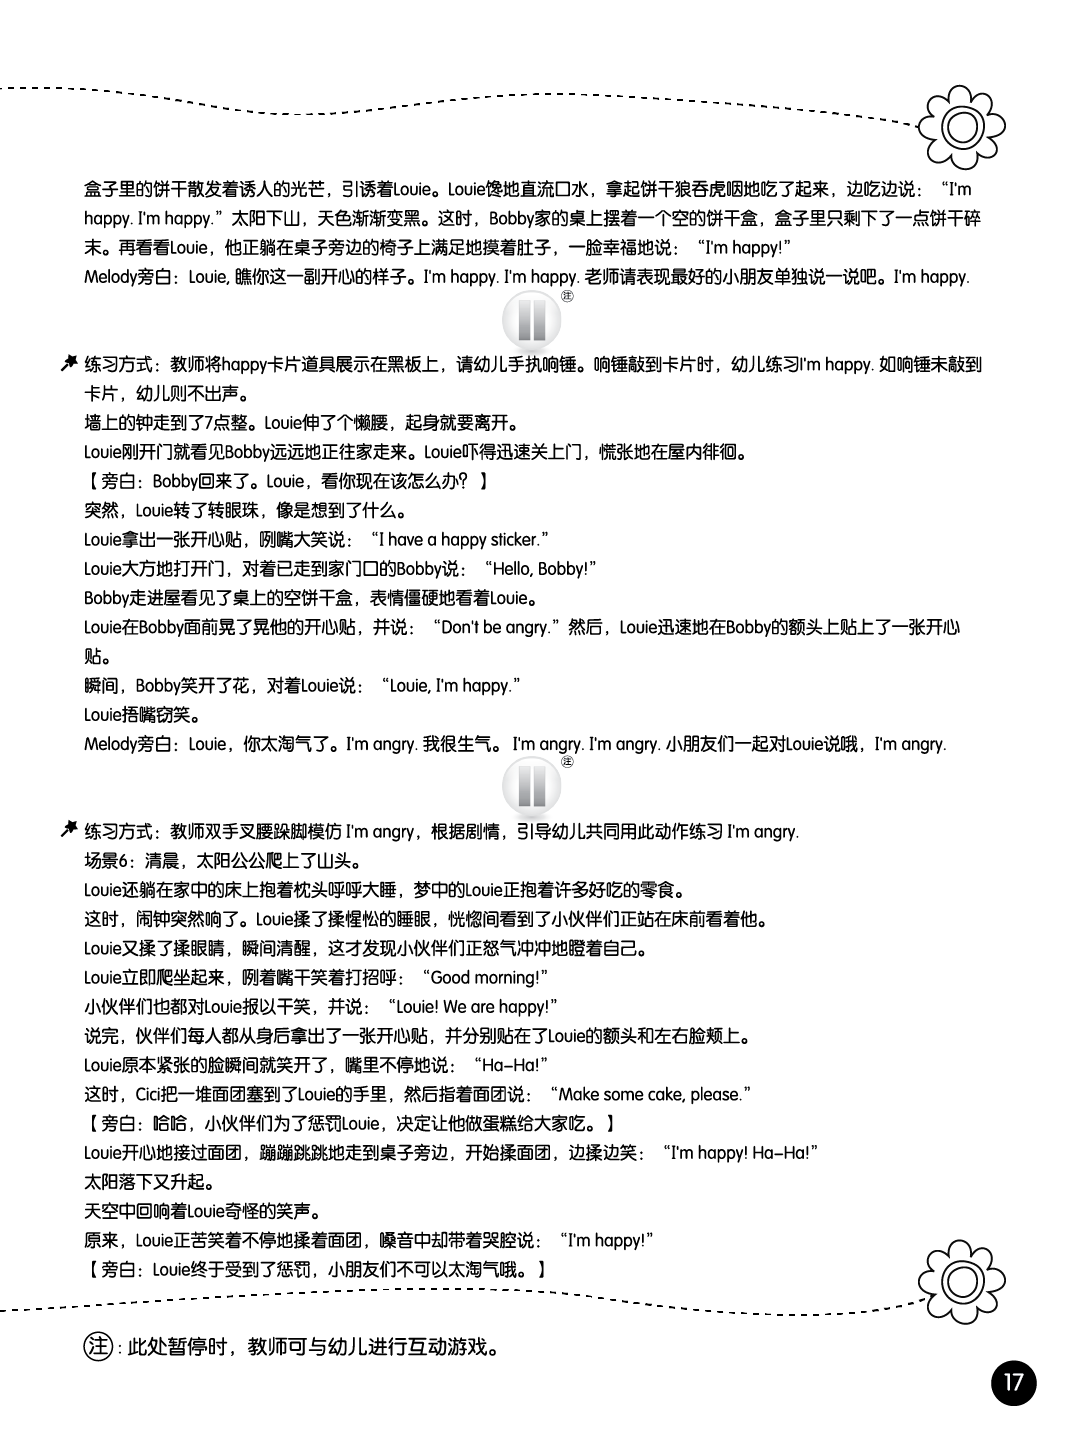 盒子里的饼干散发着诱人的光芒，引诱着Louie。Louie馋地直流口水，拿起饼干狼吞虎咽地吃了起来，边吃边说：“I'm
happy. I'm happy.”太阳下山，天色渐渐变黑。这时，Bobby家的桌上摆着一个空的饼干盒，盒子里只剩下了一点饼干碎
末。再看看Louie，他正躺在桌子旁边的椅子上满足地摸着肚子，一脸幸福地说：“I'm happy!”
Melody旁白：Louie, 瞧你这一副开心的样子。I'm happy. I'm happy. 老师请表现最好的小朋友单独说一说吧。I'm happy.
注
练习方式：教师将happy卡片道具展示在黑板上，请幼儿手执响锤。响锤敲到卡片时，幼儿练习I'm happy. 如响锤未敲到
卡片，幼儿则不出声。
墙上的钟走到了7点整。Louie伸了个懒腰，起身就要离开。
Louie刚开门就看见Bobby远远地正往家走来。Louie吓得迅速关上门，慌张地在屋内徘徊。
【旁白：Bobby回来了。Louie，看你现在该怎么办？】
突然，Louie转了转眼珠，像是想到了什么。
Louie拿出一张开心贴，咧嘴大笑说：“I have a happy sticker.”
Louie大方地打开门，对着已走到家门口的Bobby说：“Hello, Bobby!”
Bobby走进屋看见了桌上的空饼干盒，表情僵硬地看着Louie。
Louie在Bobby面前晃了晃他的开心贴，并说：“Don't be angry.”然后，Louie迅速地在Bobby的额头上贴上了一张开心
贴。
瞬间，Bobby笑开了花，对着Louie说：“Louie, I'm happy.”
Louie捂嘴窃笑。
Melody旁白：Louie，你太淘气了。I'm angry. 我很生气。 I'm angry. I'm angry. 小朋友们一起对Louie说哦，I'm angry.
注
练习方式：教师双手叉腰跺脚模仿 I'm angry，根据剧情，引导幼儿共同用此动作练习 I'm angry.
场景6：清晨，太阳公公爬上了山头。
Louie还躺在家中的床上抱着枕头呼呼大睡，梦中的Louie正抱着许多好吃的零食。
这时，闹钟突然响了。Louie揉了揉惺忪的睡眼，恍惚间看到了小伙伴们正站在床前看着他。
Louie又揉了揉眼睛，瞬间清醒，这才发现小伙伴们正怒气冲冲地瞪着自己。
Louie立即爬坐起来，咧着嘴干笑着打招呼：“Good morning!”
小伙伴们也都对Louie报以干笑，并说：“Louie! We are happy!”
说完，伙伴们每人都从身后拿出了一张开心贴，并分别贴在了Louie的额头和左右脸颊上。
Louie原本紧张的脸瞬间就笑开了，嘴里不停地说：“Ha-Ha!”
这时，Cici把一堆面团塞到了Louie的手里，然后指着面团说：“Make some cake, please.”
【旁白：哈哈，小伙伴们为了惩罚Louie，决定让他做蛋糕给大家吃。】
Louie开心地接过面团，蹦蹦跳跳地走到桌子旁边，开始揉面团，边揉边笑：“I'm happy! Ha-Ha!”
太阳落下又升起。
天空中回响着Louie奇怪的笑声。
原来，Louie正苦笑着不停地揉着面团，嗓音中却带着哭腔说：“I'm happy!”
【旁白：Louie终于受到了惩罚，小朋友们不可以太淘气哦。】
注：此处暂停时，教师可与幼儿进行互动游戏。
17